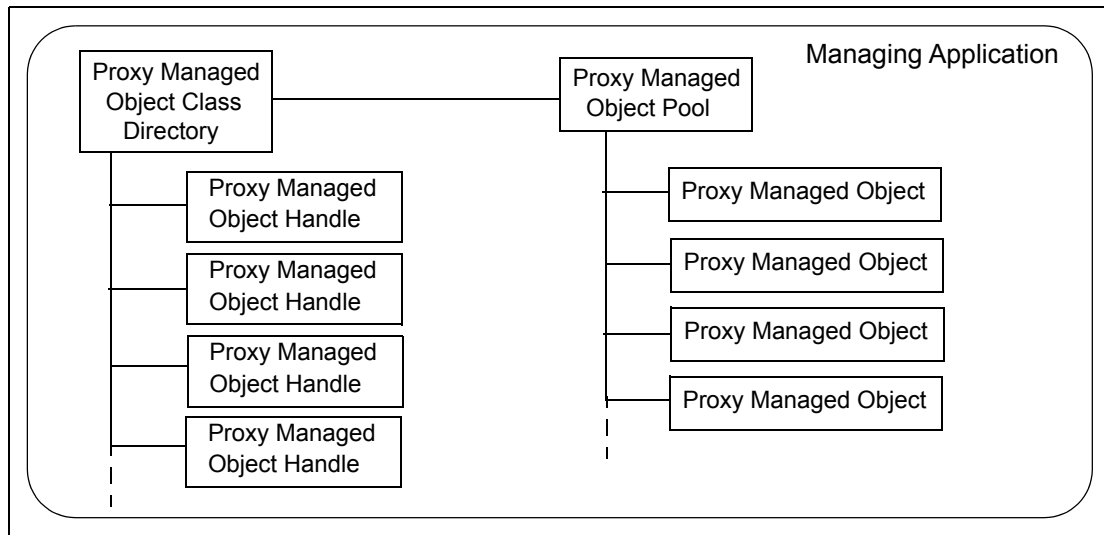 Managing Application
Proxy Managed
Object Class
Directory
Proxy Managed
Object Pool
Proxy Managed
Object Handle
Proxy Managed
Object Handle
Proxy Managed
Object Handle
Proxy Managed
Object Handle
Proxy Managed Object
Proxy Managed Object
Proxy Managed Object
Proxy Managed Object